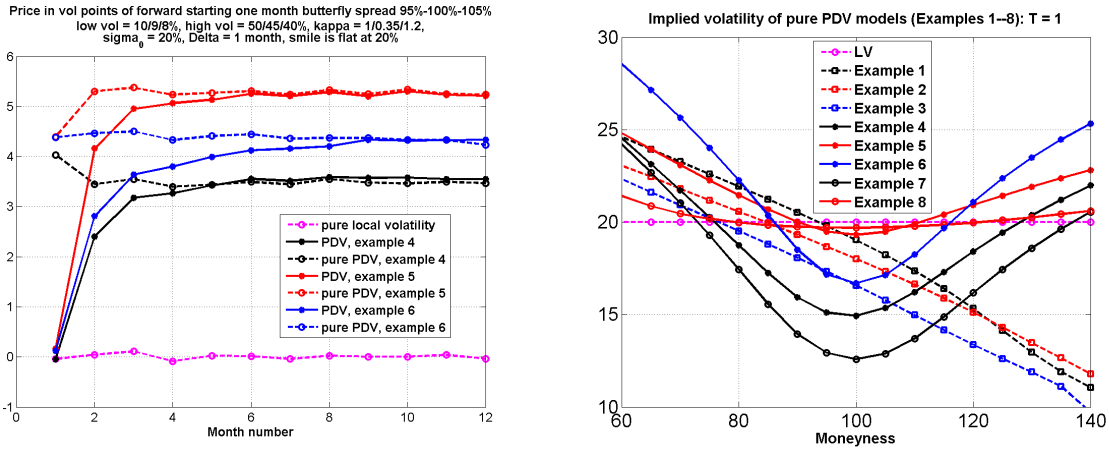 Price in vol points of forward starting one month butterfly spread 95%-100%-105%
low vol = 10/9/8%, high vol = 50/45/40%, kappa = 1/0.35/1.2,
sigma0 = 20%, Delta = 1 month, smile is flat at 20%
6
5
4
3
2
1
0
-1
0
2
4
6
8
10
12
Month number
pure local volatility
PDV, example 4
pure PDV, example 4
PDV, example 5
pure PDV, example 5
PDV, example 6
pure PDV, example 6
Implied volatility of pure PDV models (Examples 1--8): T = 1
30
25
20
15
10
60
80
100
120
140
Moneyness
LV
Example 1
Example 2
Example 3
Example 4
Example 5
Example 6
Example 7
Example 8